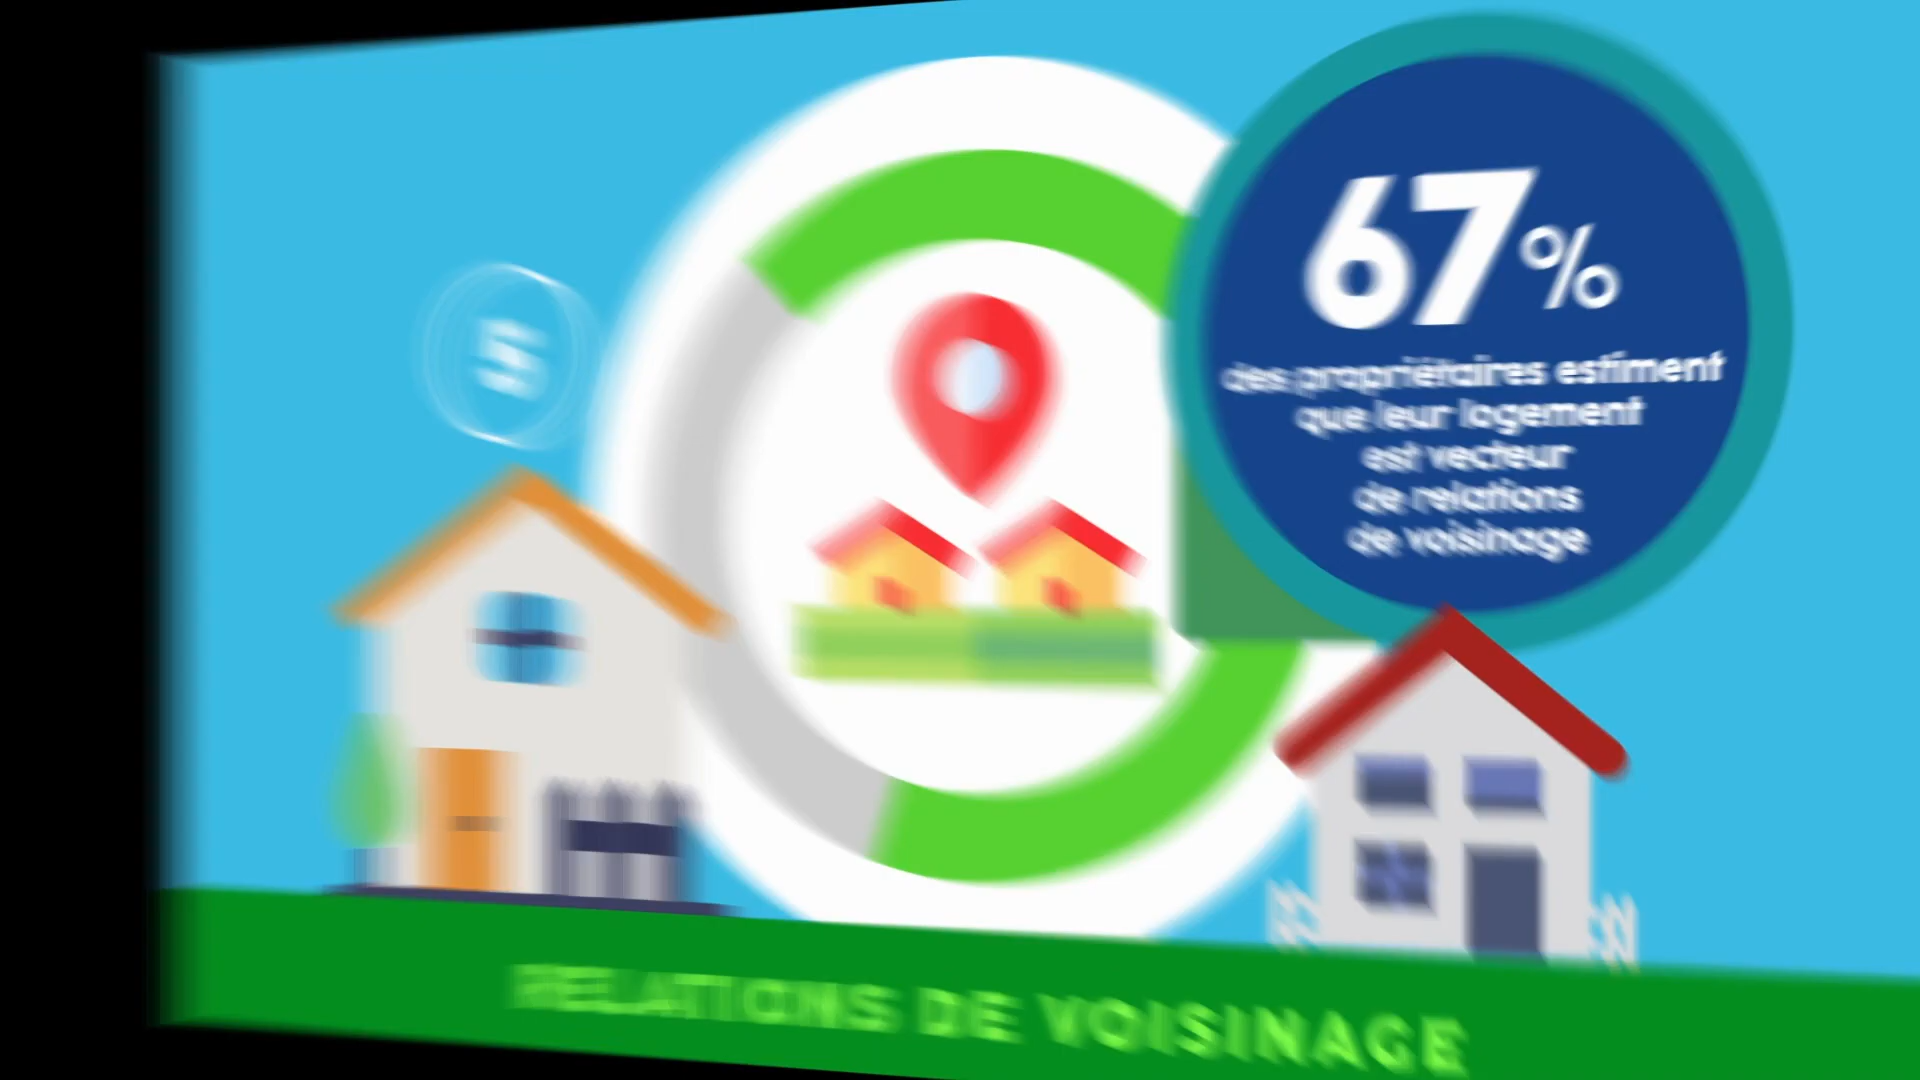 67%
des propriétaires estiment
que leur logement
est vecteur
de relations
de voisinage
RELATIONS DE VOISINAGE